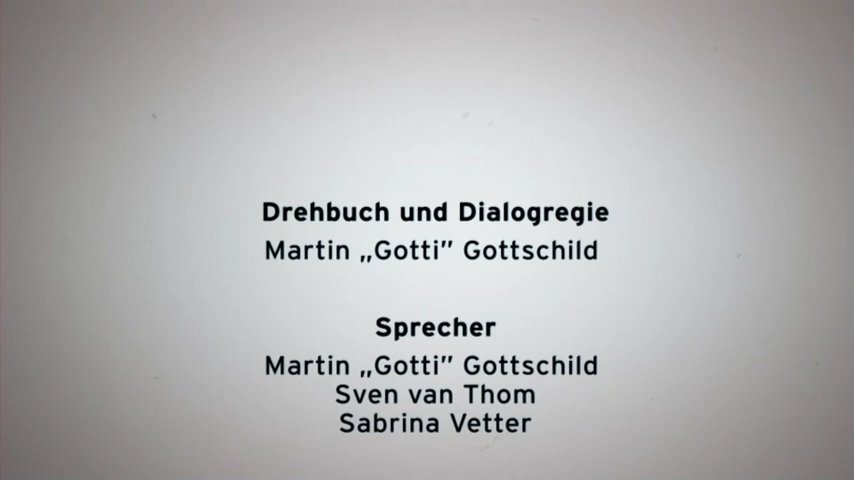 Drehbuch und Dialogregie
Martin „Gotti” Gottschild
Sprecher
Martin „Gotti” Gottschild
Sven van Thom
Sabrina Vetter